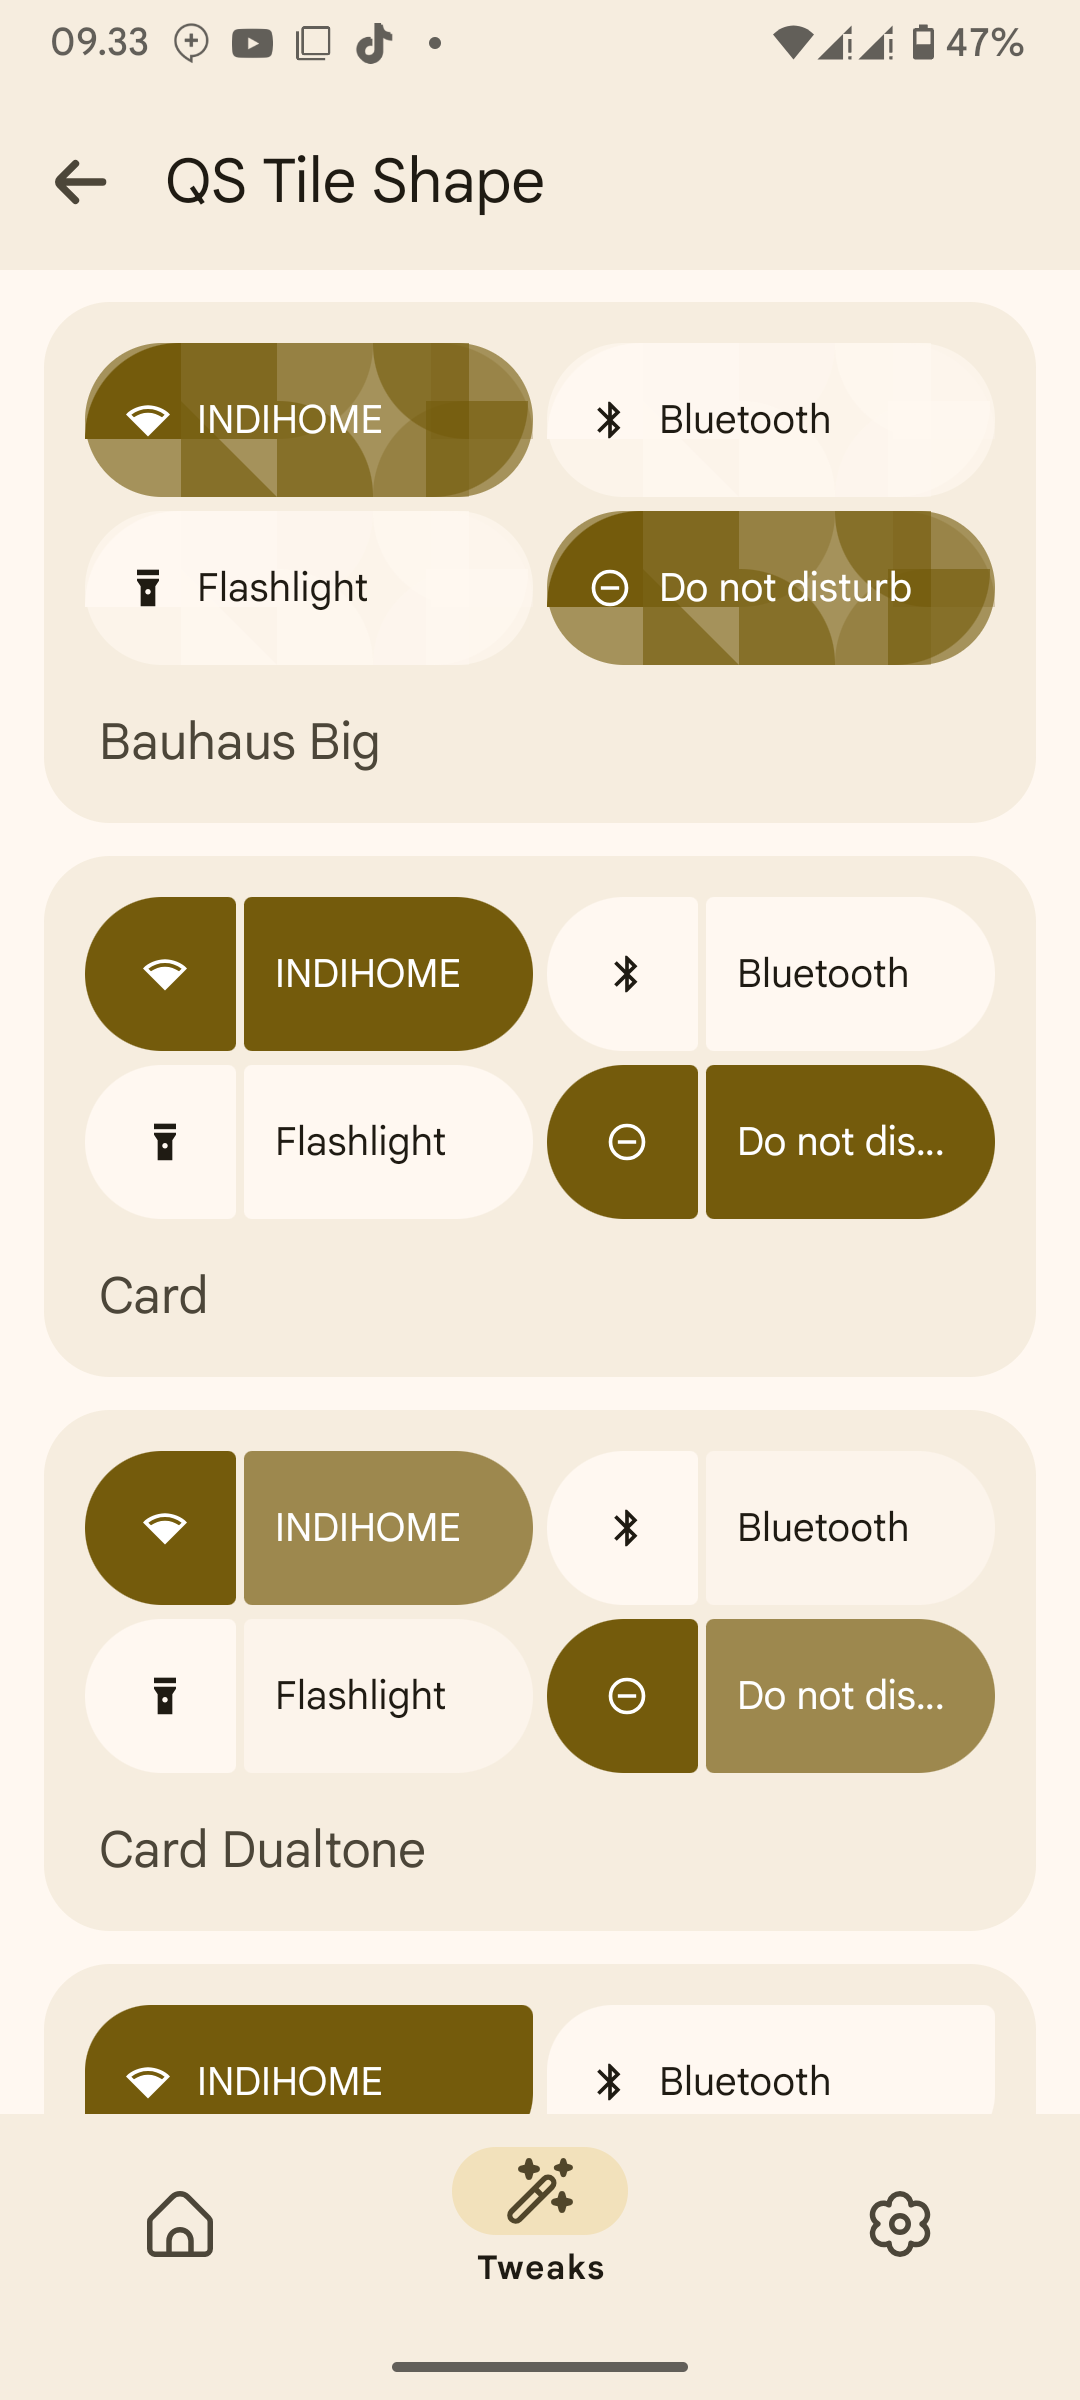 09.33
47%
QS Tile Shape
INDIHOME
Bluetooth
Flashlight
Do not disturb
Bauhaus Big
INDIHOME
Bluetooth
Flashlight
Do not dis...
Card
INDIHOME
Bluetooth
Flashlight
Do not dis...
Card Dualtone
INDIHOME
Bluetooth
Tweaks